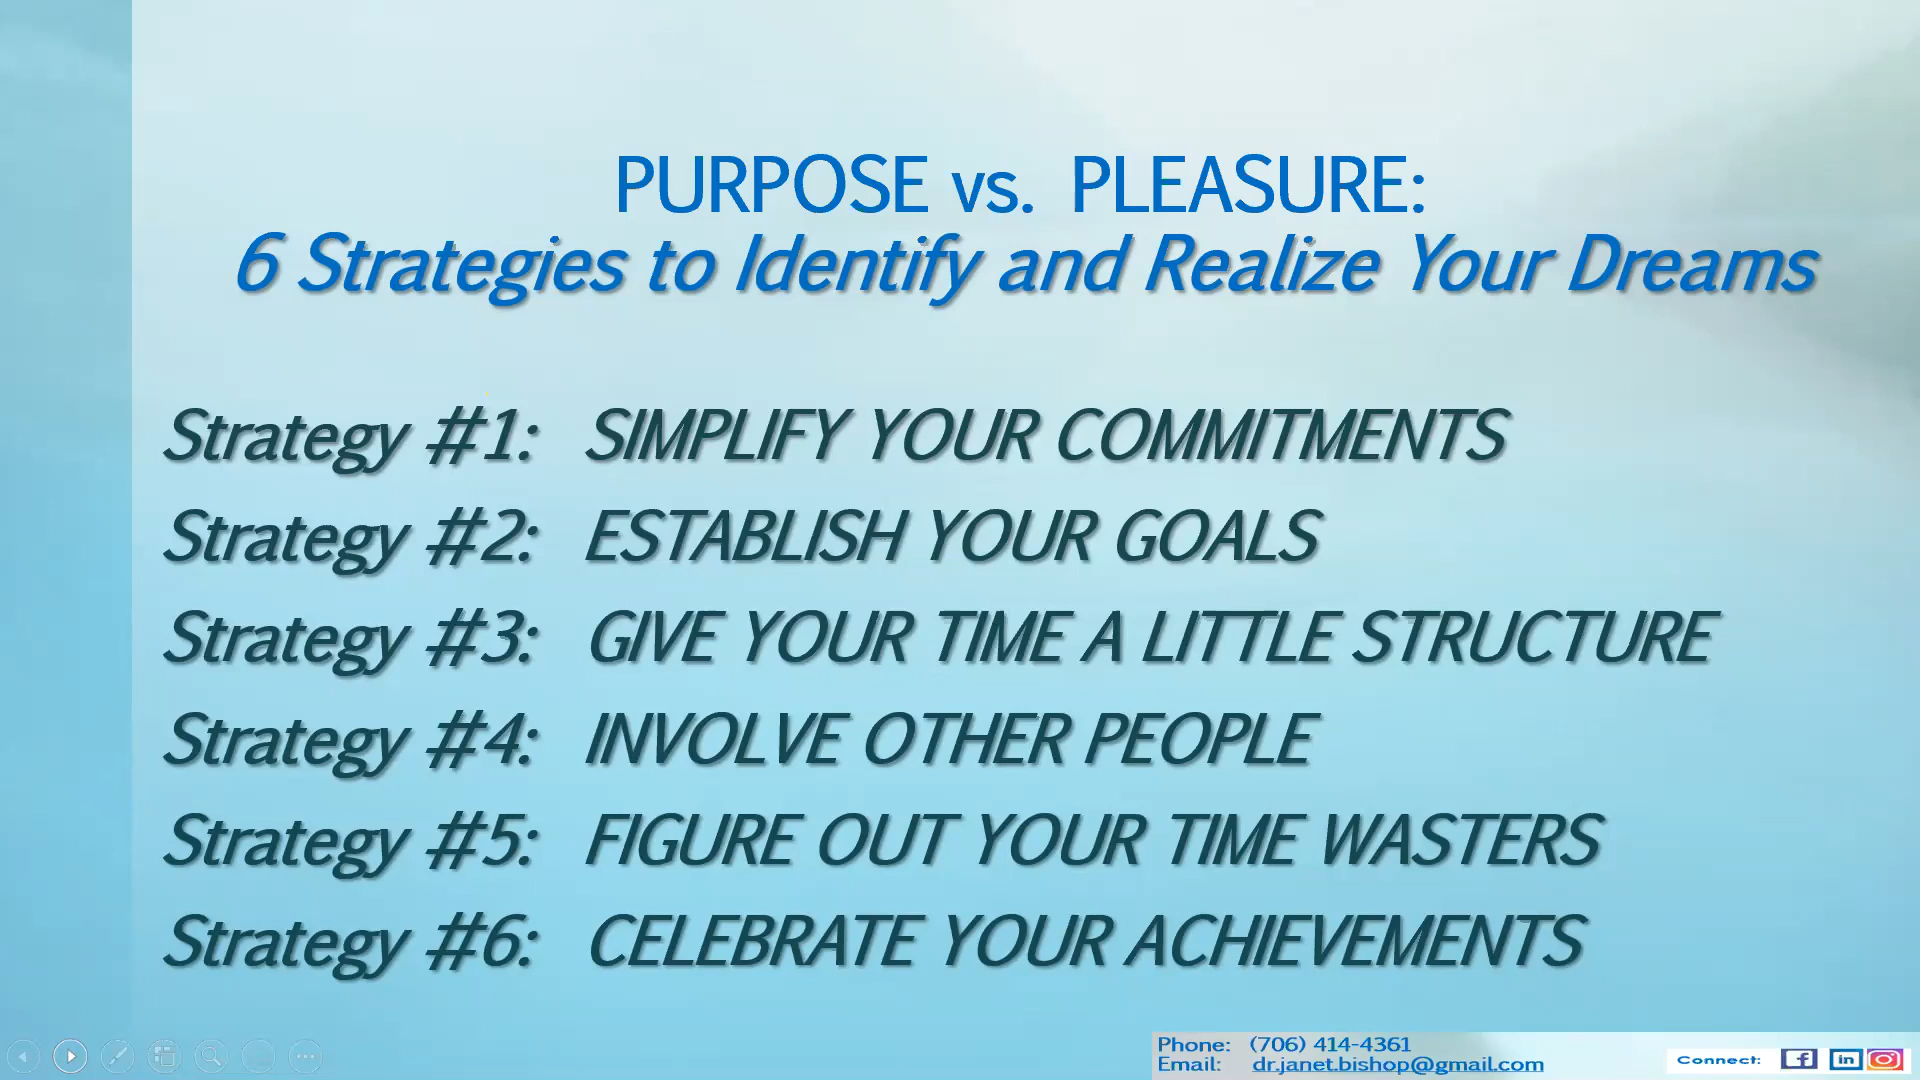 PURPOSE vs. PLEASURE:
6 Strategies to Identify and Realize Your Dreams
Strategy #1: SIMPLIFY YOUR COMMITMENTS
Strategy #2: ESTABLISH YOUR GOALS
Strategy #3: GIVE YOUR TIME A LITTLE STRUCTURE
Strategy #4: INVOLVE OTHER PEOPLE
Strategy #5: FIGURE OUT YOUR TIME WASTERS
Strategy #6: CELEBRATE YOUR ACHIEVEMENTS
Phone: (706) 414-4361
Email: dr.janet.bishop@gmail.com
Connect: f in